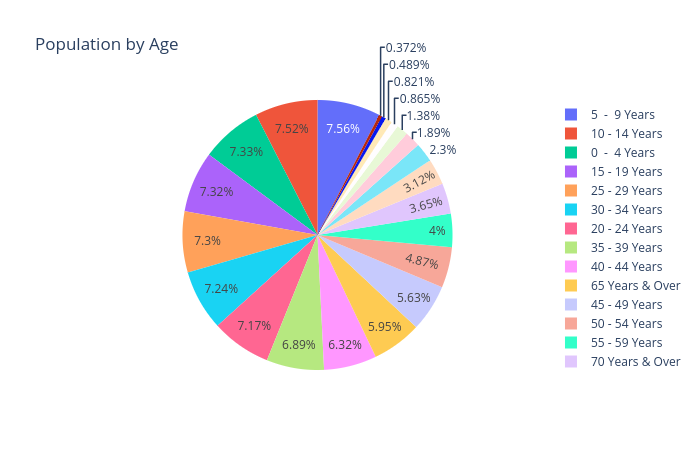 Population by Age
0.372%
0.489%
0.821%
0.865%
1.38%
1.89%
2.3%
3.12%
3.65%
4%
4.87%
5.63%
5.95%
6.32%
6.89%
7.17%
7.24%
7.3%
7.32%
7.33%
7.52%
7.56%
5  -  9 Years
10 - 14 Years
0  -  4 Years
15 - 19 Years
25 - 29 Years
30 - 34 Years
20 - 24 Years
35 - 39 Years
40 - 44 Years
65 Years & Over
45 - 49 Years
50 - 54 Years
55 - 59 Years
70 Years & Over